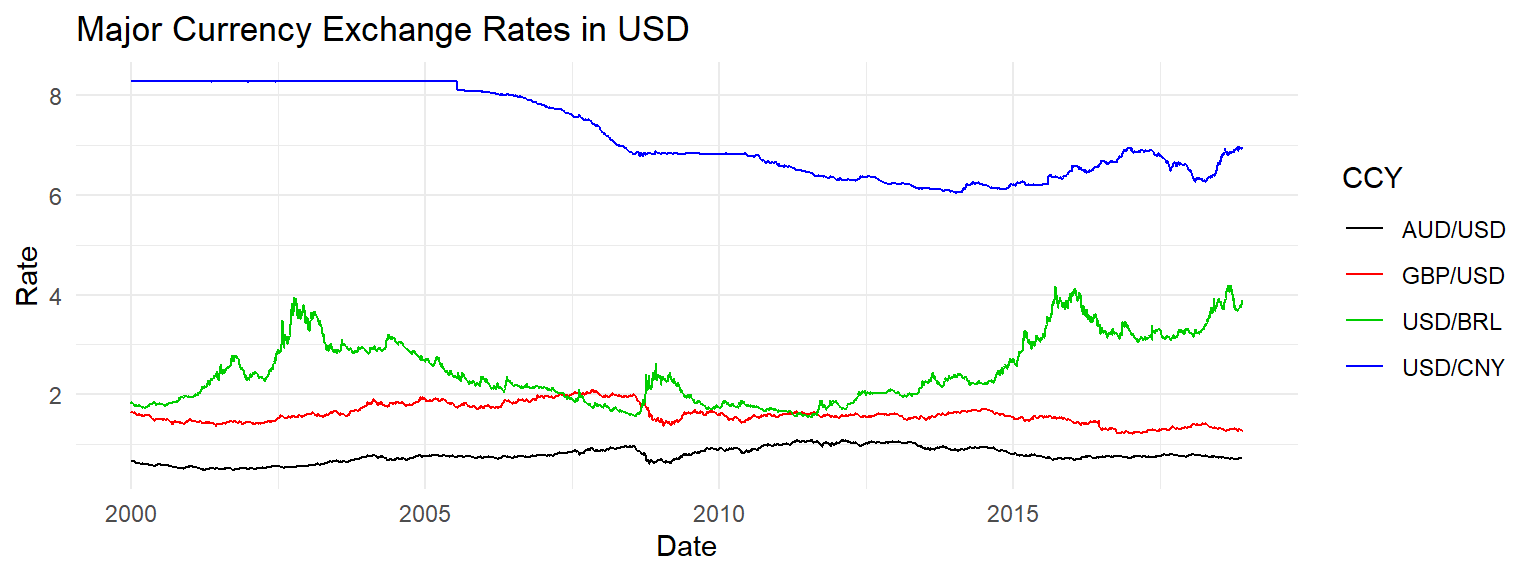 Major Currency Exchange Rates in USD
8
6
4
2
Rate
2000 2005 2010 2015
Date
CCY
AUD/USD
GBP/USD
USD/BRL
USD/CNY